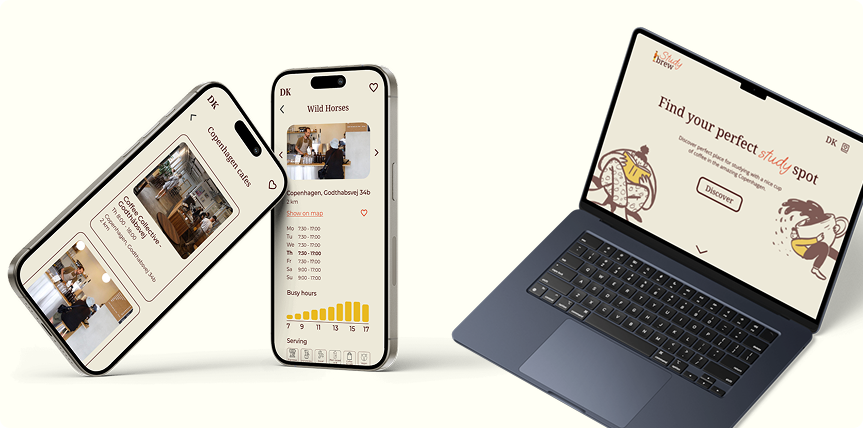 DK
Copenhagen cafes
Coffee Collective -
Godthåbsvej
Th 8:00 - 18:00
Copenhagen, Godthabsvej 34b
2 km
DK
Wild Horses
Copenhagen, Godthabsvej 34b
2 km
Show on map
Mo 7:30 - 17:00
Tu 7:30 - 17:00
We 7:30 - 17:00
Th 7:30 - 17:00
Fr 7:30 - 17:00
Sa 9:00 - 17:00
Su 9:00 - 17:00
Busy hours
7 9 11 13 15 17
Serving
Study
brew
DK
Find your perfect study spot
Discover perfect place for studying with a nice cup
of coffee in the amazing Copenhagen.
Discover